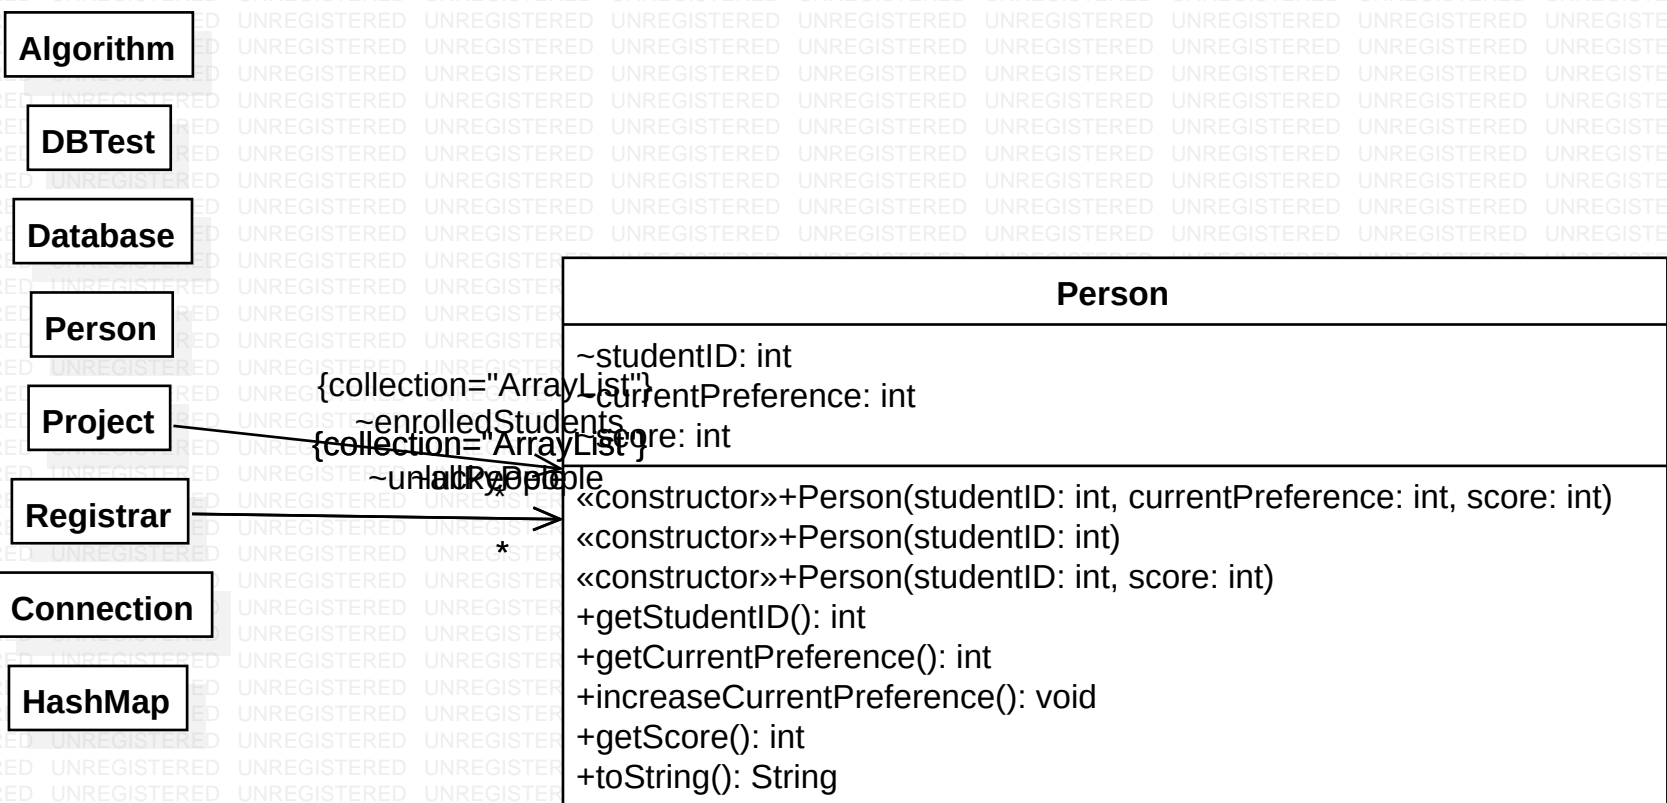 Algorithm
DBTest
Database
Person
Project
Registrar
Connection
HashMap
{collection="ArrayList"}
~enrolledStudents
{collection="ArrayList"}
~unluckyPeople
*
*
Person
~studentID: int
~currentPreference: int
~score: int
«constructor»+Person(studentID: int, currentPreference: int, score: int)
«constructor»+Person(studentID: int)
«constructor»+Person(studentID: int, score: int)
+getStudentID(): int
+getCurrentPreference(): int
+increaseCurrentPreference(): void
+getScore(): int
+toString(): String
UNREGISTERED